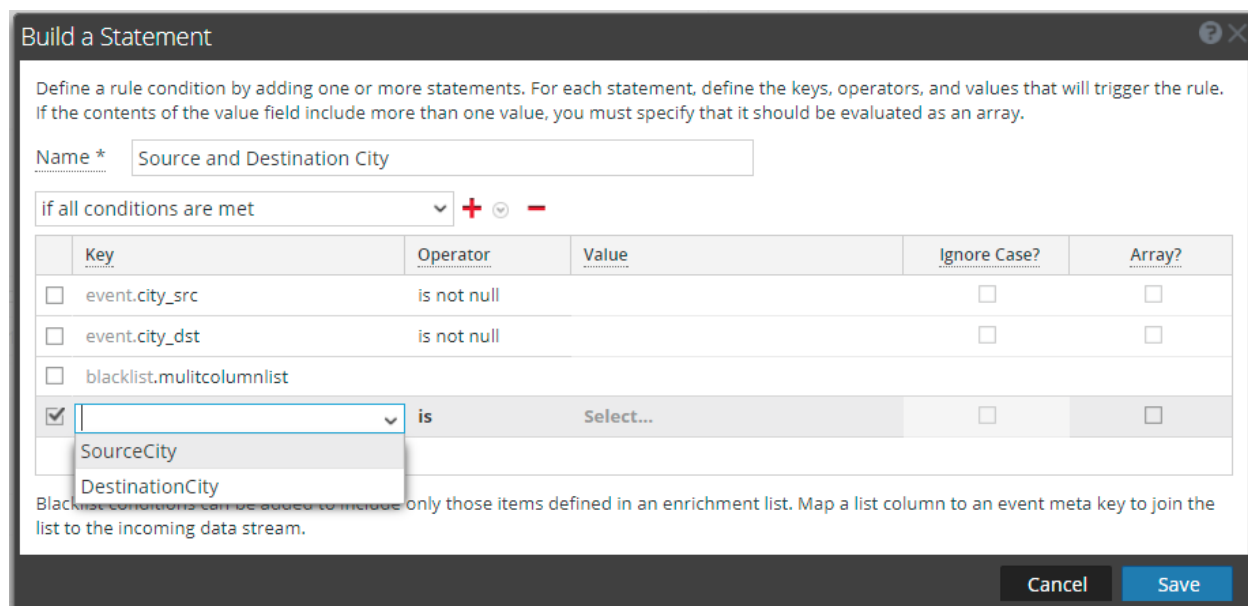 Build a Statement
Define a rule condition by adding one or more statements. For each statement, define the keys, operators, and values that will trigger the rule.
If the contents of the value field include more than one value, you must specify that it should be evaluated as an array.
Name * Source and Destination City
if all conditions are met
Key Operator Value Ignore Case? Array?
event.city_src is not null
event.city_dst is not null
blacklist.mulitcolumnlist
is Select...
SourceCity
DestinationCity
Blacklist conditions can be added to include only those items defined in an enrichment list. Map a list column to an event meta key to join the
list to the incoming data stream.
Cancel Save